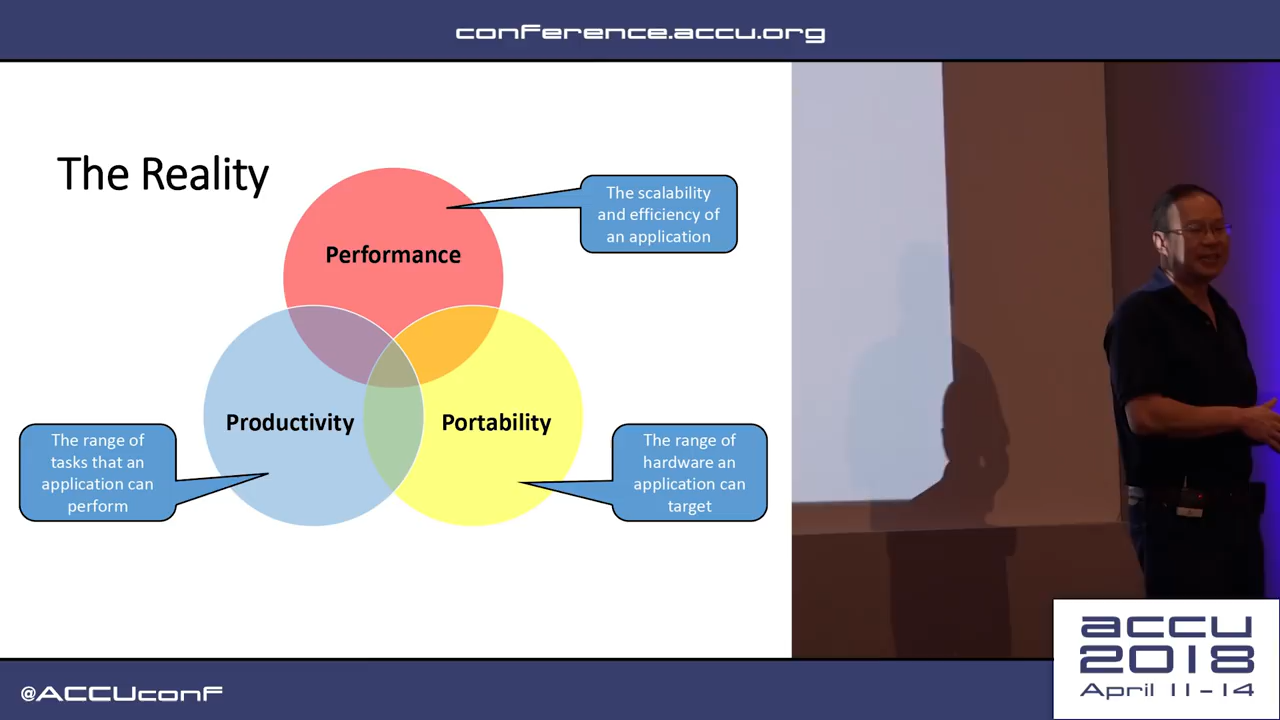 conference.accu.org
The Reality
The scalability
and efficiency of
an application
Performance
Productivity
Portability
The range of
tasks that an
application can
perform
The range of
hardware an
application can
target
@ACCUconf
accu
2018
April 11-14